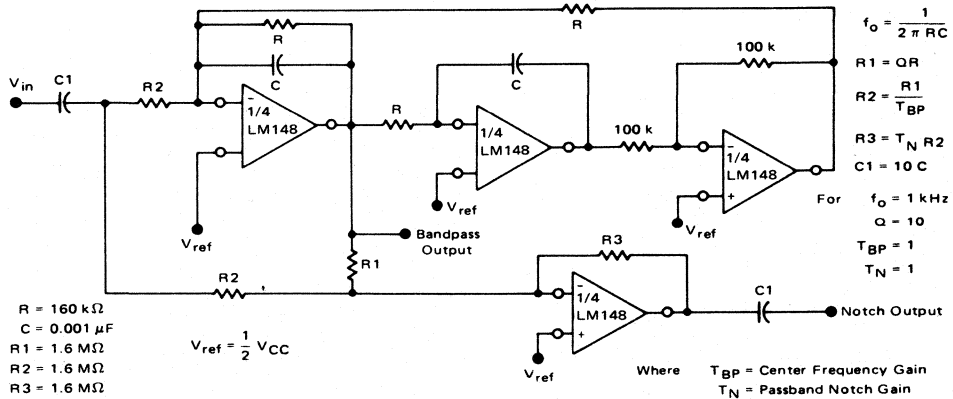 R
R
C
V_in
C1
R2
−
1/4
LM148
V_ref
R
C
−
1/4
LM148
V_ref
100 k
100 k
−
1/4
LM148
+
V_ref
Bandpass
Output
R1
R2
R3
−
1/4
LM148
+
V_ref
C1
Notch Output
f_o = 1 / 2 π RC
R1 = QR
R2 = R1 / T_BP
R3 = T_N R2
C1 = 10 C
For f_o = 1 kHz
Q = 10
T_BP = 1
T_N = 1
R = 160 kΩ
C = 0.001 µF
R1 = 1.6 MΩ
R2 = 1.6 MΩ
R3 = 1.6 MΩ
V_ref = 1/2 V_CC
Where T_BP = Center Frequency Gain
T_N = Passband Notch Gain